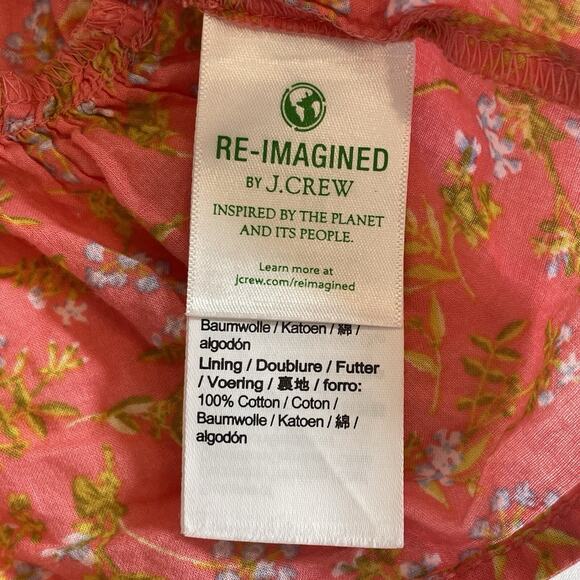 RE-IMAGINED
BY J.CREW
INSPIRED BY THE PLANET
AND ITS PEOPLE.
Learn more at
jcrew.com/reimagined
Baumwolle / Katoen / 綿 /
algodón
Lining / Doublure / Futter
/ Voering / 裏地 / forro:
100% Cotton / Coton /
Baumwolle / Katoen / 綿 /
algodón